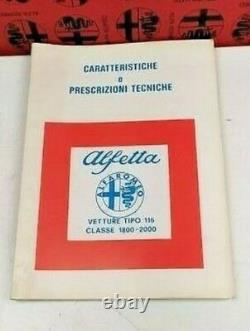 CARATTERISTICHE
e
PRESCRIZIONI TECNICHE
alfetta
ALFA ROMEO
VETTURE TIPO 116
CLASSE 1800-2000